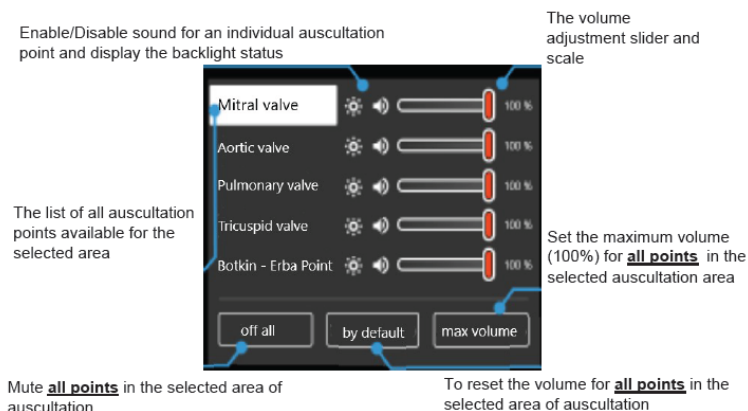 Enable/Disable sound for an individual auscultation
point and display the backlight status
The volume
adjustment slider and
scale
Mitral valve 100 %
Aortic valve 100 %
Pulmonary valve 100 %
Tricuspid valve 100 %
Botkin - Erba Point 100 %
The list of all auscultation
points available for the
selected area
Set the maximum volume
(100%) for all points in the
selected auscultation area
off all by default max volume
Mute all points in the selected area of
auscultation
To reset the volume for all points in the
selected area of auscultation